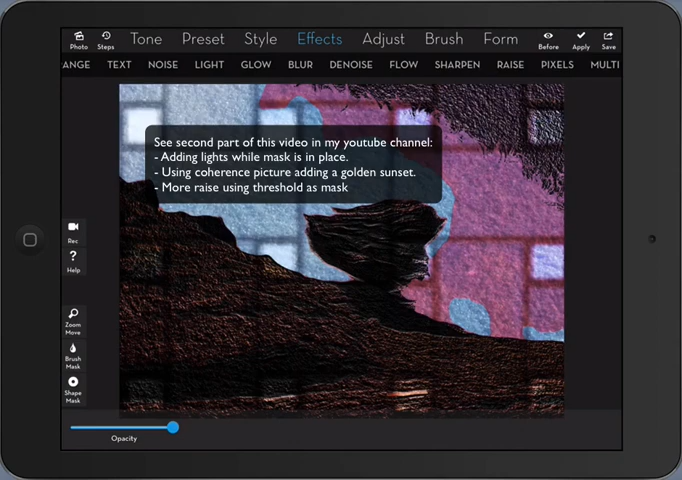 Photo
Steps
Tone
Preset
Style
Effects
Adjust
Brush
Form
Before
Apply
Save
ANGE
TEXT
NOISE
LIGHT
GLOW
BLUR
DENOISE
FLOW
SHARPEN
RAISE
PIXELS
MULTI
See second part of this video in my youtube channel:
- Adding lights while mask is in place.
- Using coherence picture adding a golden sunset.
- More raise using threshold as mask
Rec
Help
Zoom
Move
Brush
Mask
Shape
Mask
Opacity